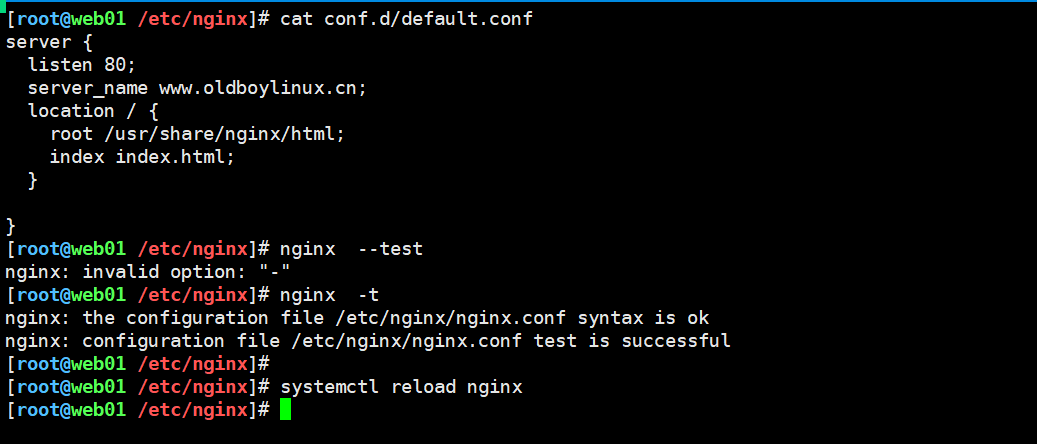 [root@web01 /etc/nginx]# cat conf.d/default.conf
server {
  listen 80;
  server_name www.oldboylinux.cn;
  location / {
    root /usr/share/nginx/html;
    index index.html;
  }

}
[root@web01 /etc/nginx]# nginx  --test
nginx: invalid option: "-"
[root@web01 /etc/nginx]# nginx  -t
nginx: the configuration file /etc/nginx/nginx.conf syntax is ok
nginx: configuration file /etc/nginx/nginx.conf test is successful
[root@web01 /etc/nginx]#
[root@web01 /etc/nginx]# systemctl reload nginx
[root@web01 /etc/nginx]#